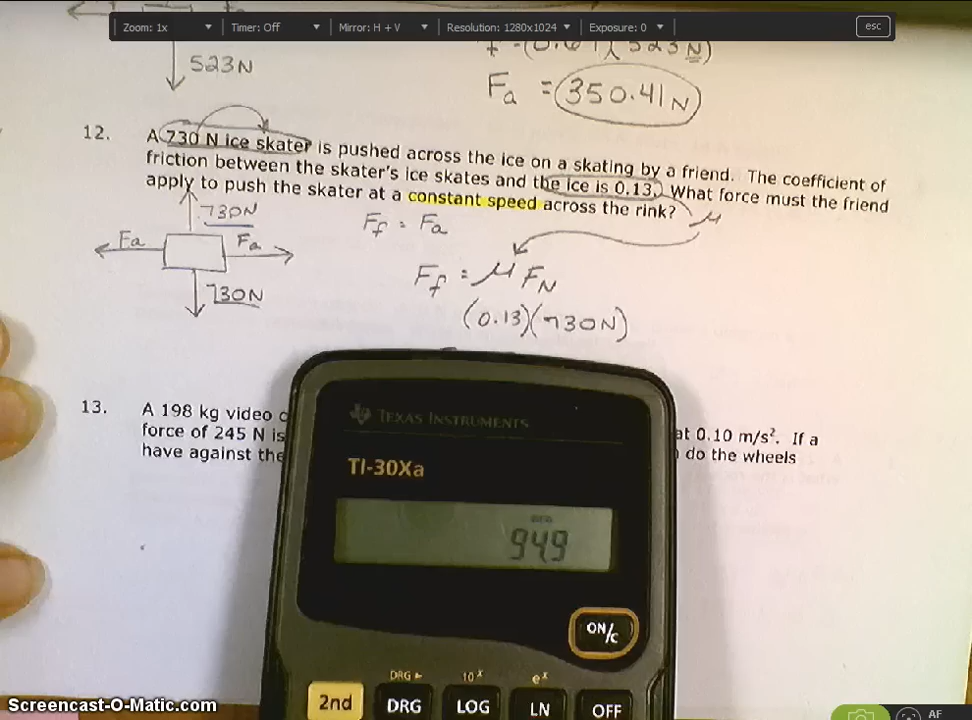 Zoom: 1x Timer: Off Mirror: H + V Resolution: 1280x1024 Exposure: 0 esc
523N
(523N)
Fa = 350.41N
12. A 730 N ice skater is pushed across the ice on a skating by a friend. The coefficient of
friction between the skater's ice skates and the ice is 0.13. What force must the friend
apply to push the skater at a constant speed across the rink?
μ
730N
Ff = Fa
Fa Fa
Ff = μ FN
730N
(0.13)(730N)
13. A 198 kg video
force of 245 N is
have against the
at 0.10 m/s². If a
do the wheels
TEXAS INSTRUMENTS
TI-30Xa
94.9
ON/C
DRG 10ˣ eˣ
2nd DRG LOG LN OFF
Screencast-O-Matic.com
AF